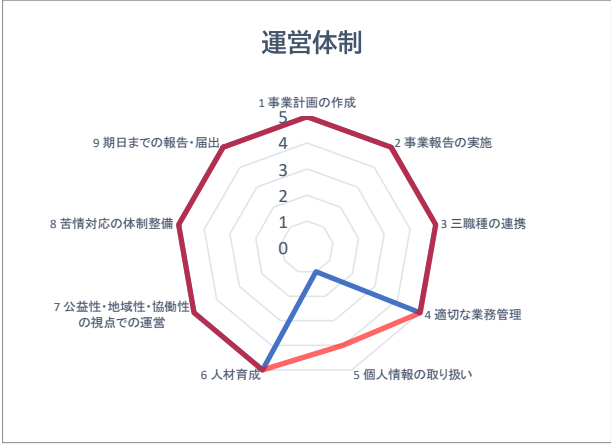 運営体制
1 事業計画の作成
2 事業報告の実施
3 三職種の連携
4 適切な業務管理
5 個人情報の取り扱い
6 人材育成
7 公益性・地域性・協働性
の視点での運営
8 苦情対応の体制整備
9 期日までの報告・届出
5
4
3
2
1
0